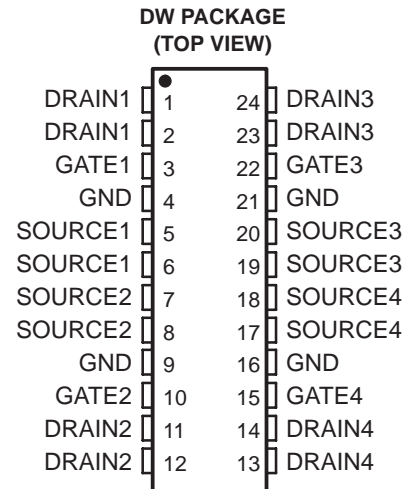 DW PACKAGE
(TOP VIEW)
DRAIN1 1 24 DRAIN3
DRAIN1 2 23 DRAIN3
GATE1 3 22 GATE3
GND 4 21 GND
SOURCE1 5 20 SOURCE3
SOURCE1 6 19 SOURCE3
SOURCE2 7 18 SOURCE4
SOURCE2 8 17 SOURCE4
GND 9 16 GND
GATE2 10 15 GATE4
DRAIN2 11 14 DRAIN4
DRAIN2 12 13 DRAIN4